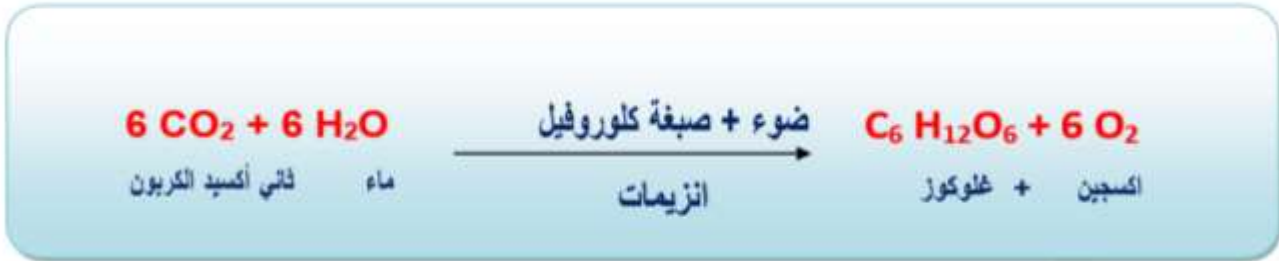 6 CO₂ + 6 H₂O
ضوء + صبغة كلوروفيل
C₆ H₁₂O₆ + 6 O₂
ثاني أكسيد الكربون ماء
انزيمات
غلوكوز + اكسجين